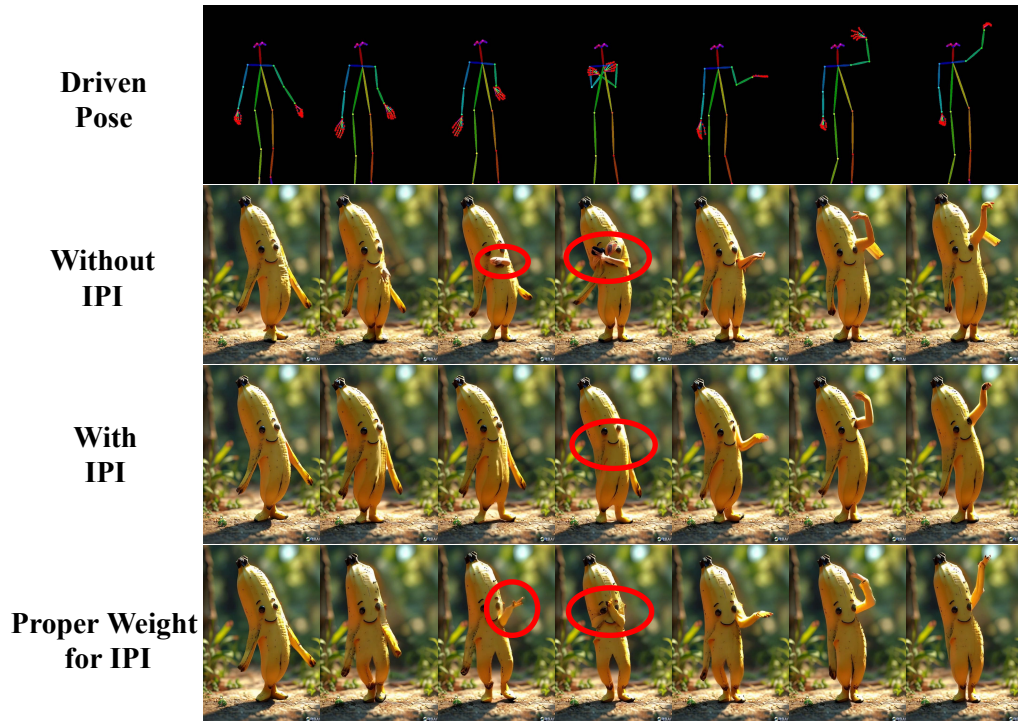 Driven
Pose
Without
IPI
With
IPI
Proper Weight
for IPI